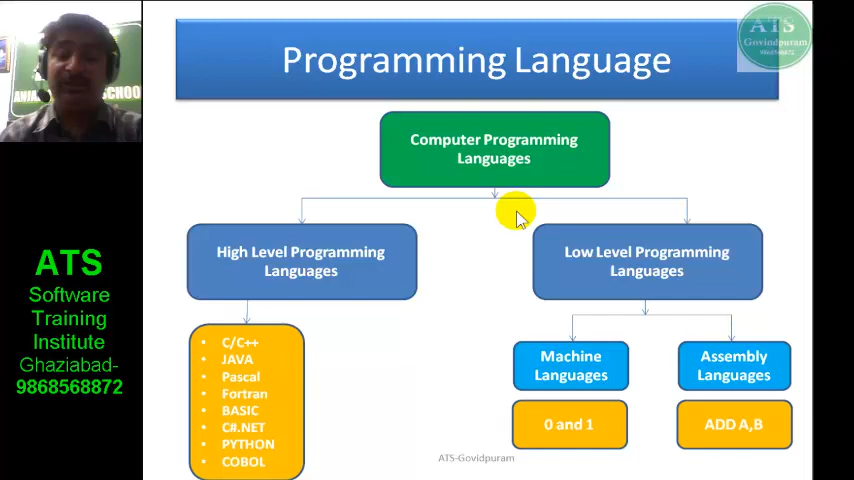 Programming Language
ATS
Govindpuram
9868568872
SCHOOL
Computer Programming
Languages
High Level Programming
Languages
Low Level Programming
Languages
ATS
Software
Training
Institute
Ghaziabad-
9868568872
• C/C++
• JAVA
• Pascal
• Fortran
• BASIC
• C#.NET
• PYTHON
• COBOL
Machine
Languages
Assembly
Languages
0 and 1
ADD A,B
ATS-Govidpuram